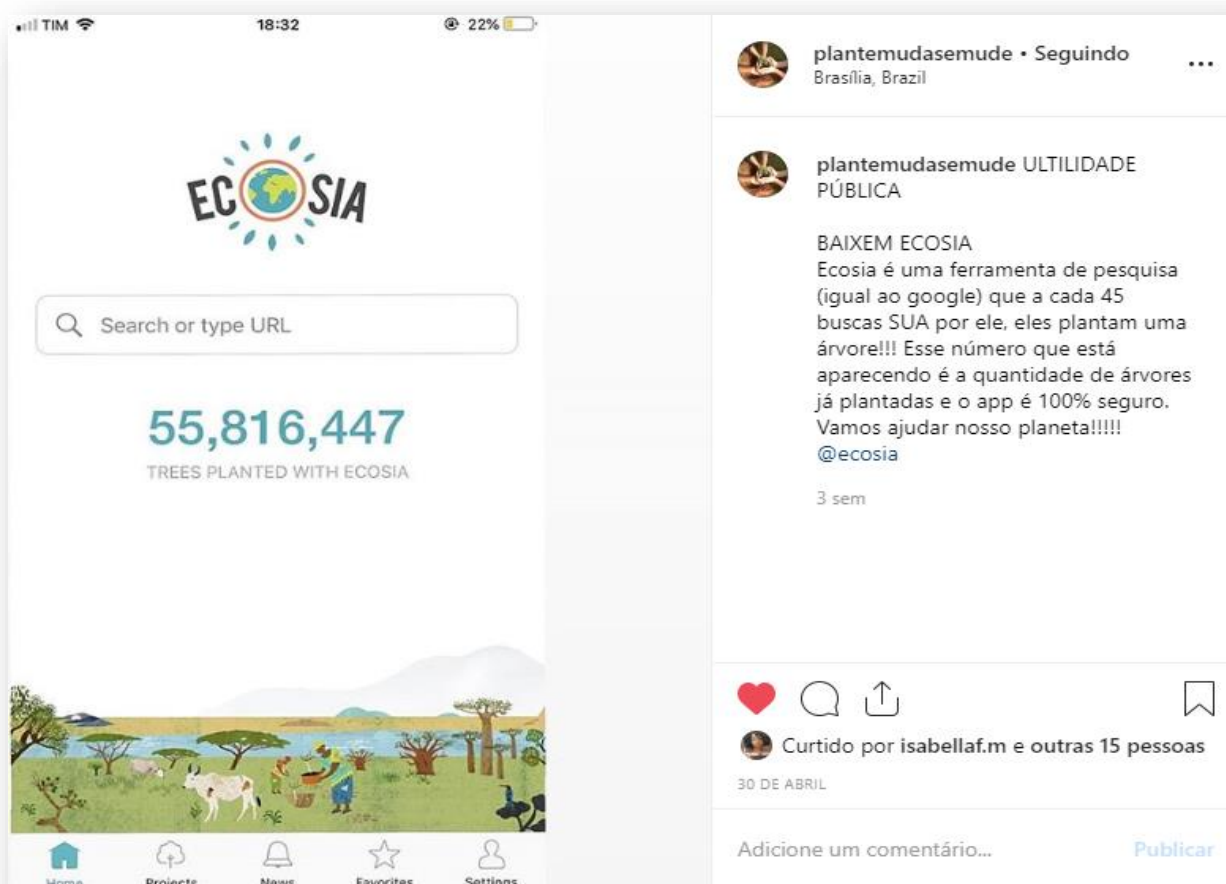 TIM
18:32
22%
ECOSIA
Search or type URL
55,816,447
TREES PLANTED WITH ECOSIA
Home
Projects
News
Favorites
Settings
plantemudasemude • Seguindo
Brasília, Brazil
plantemudasemude ULTILIDADE
PÚBLICA
BAIXEM ECOSIA
Ecosia é uma ferramenta de pesquisa
(igual ao google) que a cada 45
buscas SUA por ele, eles plantam uma
árvore!!! Esse número que está
aparecendo é a quantidade de árvores
já plantadas e o app é 100% seguro.
Vamos ajudar nosso planeta!!!!!
@ecosia
3 sem
Curtido por isabellaf.m e outras 15 pessoas
30 DE ABRIL
Adicione um comentário...
Publicar